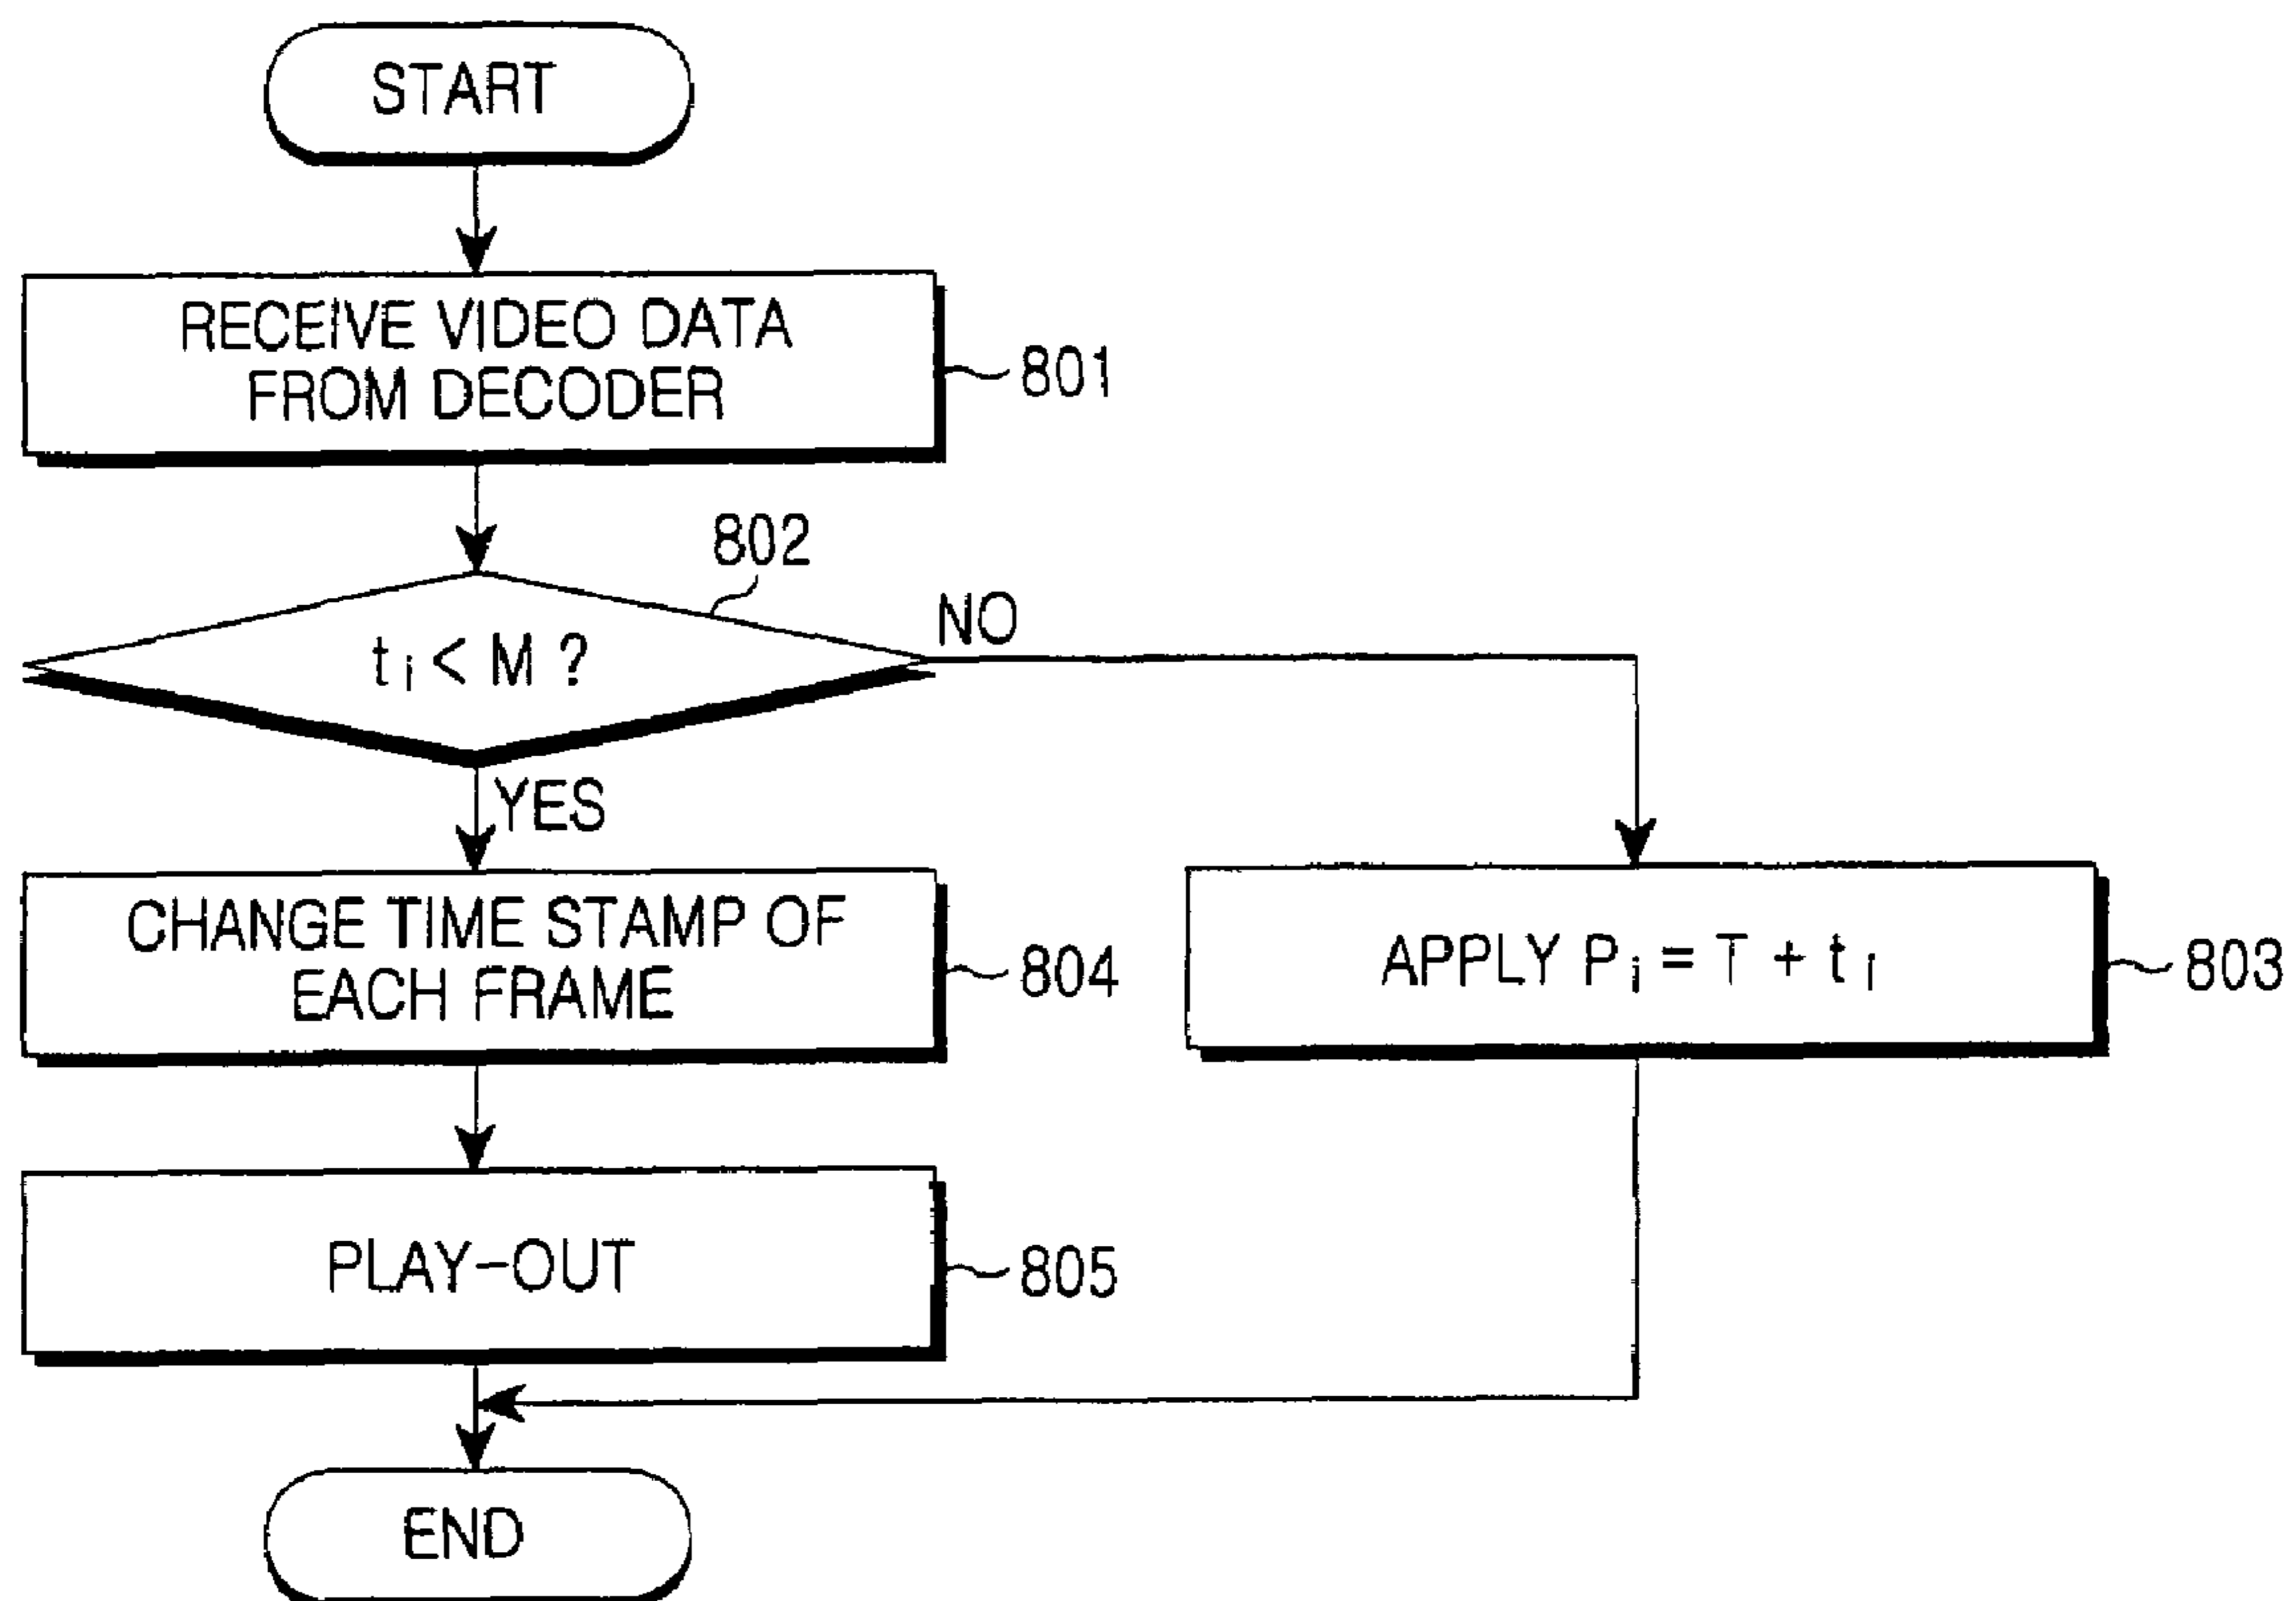 START
RECEIVE VIDEO DATA
FROM DECODER
801
802
t i < M ?
NO
YES
CHANGE TIME STAMP OF
EACH FRAME
804
APPLY P i = T + t i
803
PLAY-OUT
805
END